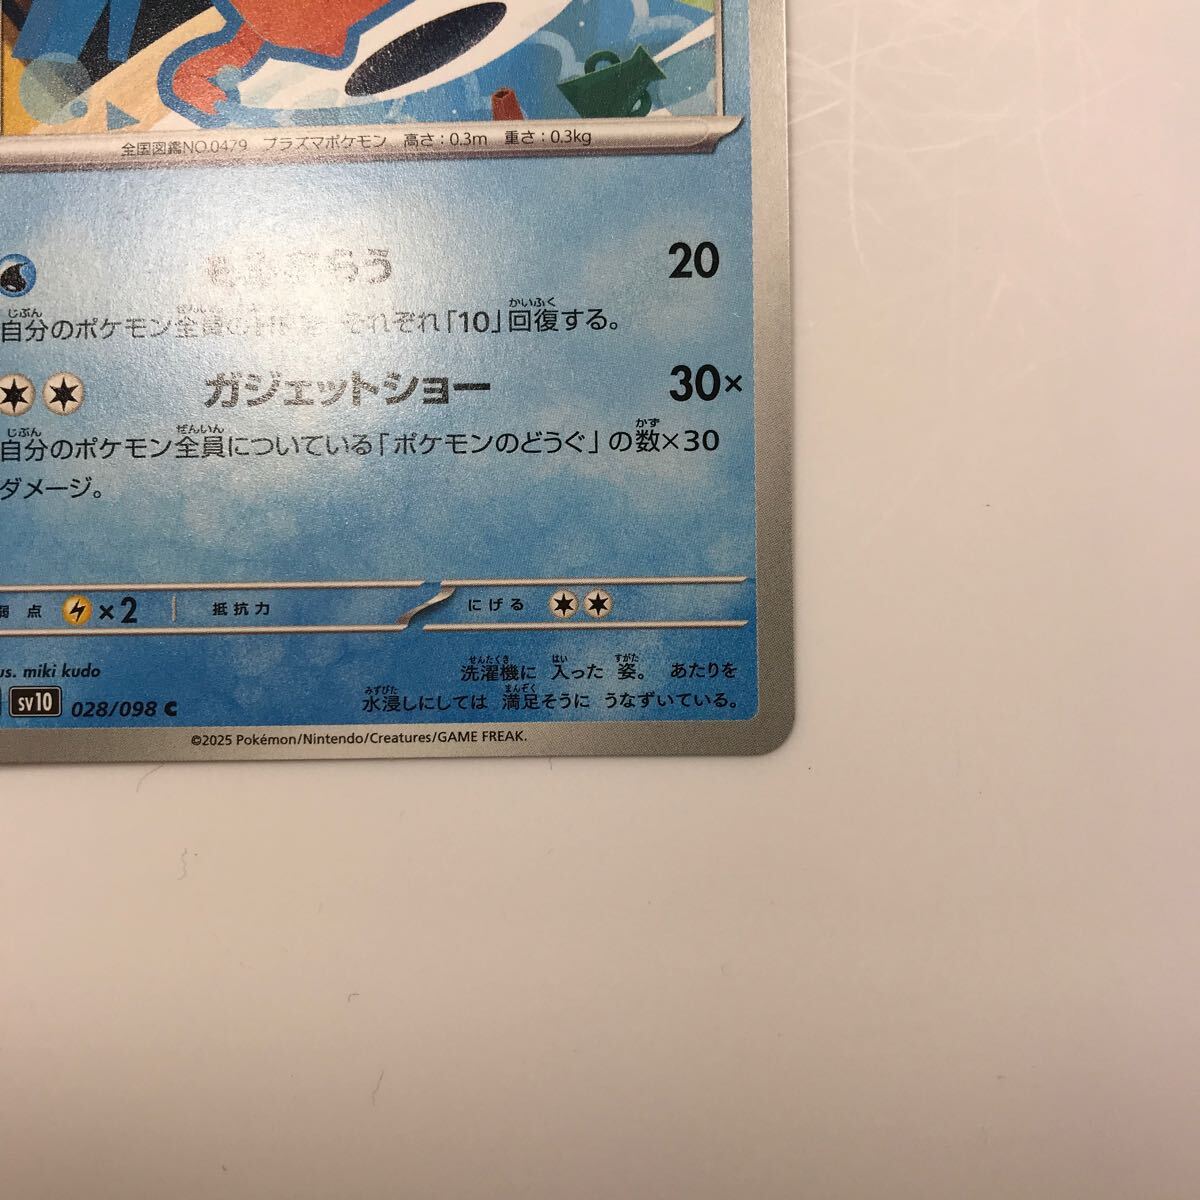 全国図鑑NO.0479 プラズマポケモン 高さ：0.3m 重さ：0.3kg
らう 20
自分のポケモン全員の それぞれ「10」回復する。
ガジェットショー 30×
自分のポケモン全員についている「ポケモンのどうぐ」の数×30
ダメージ。
弱点 ×2 抵抗力 にげる
us. miki kudo
洗濯機に 入った 姿。 あたりを
水浸しにしては 満足そうに うなずいている。
sv10 028/098 C
©2025 Pokémon/Nintendo/Creatures/GAME FREAK.